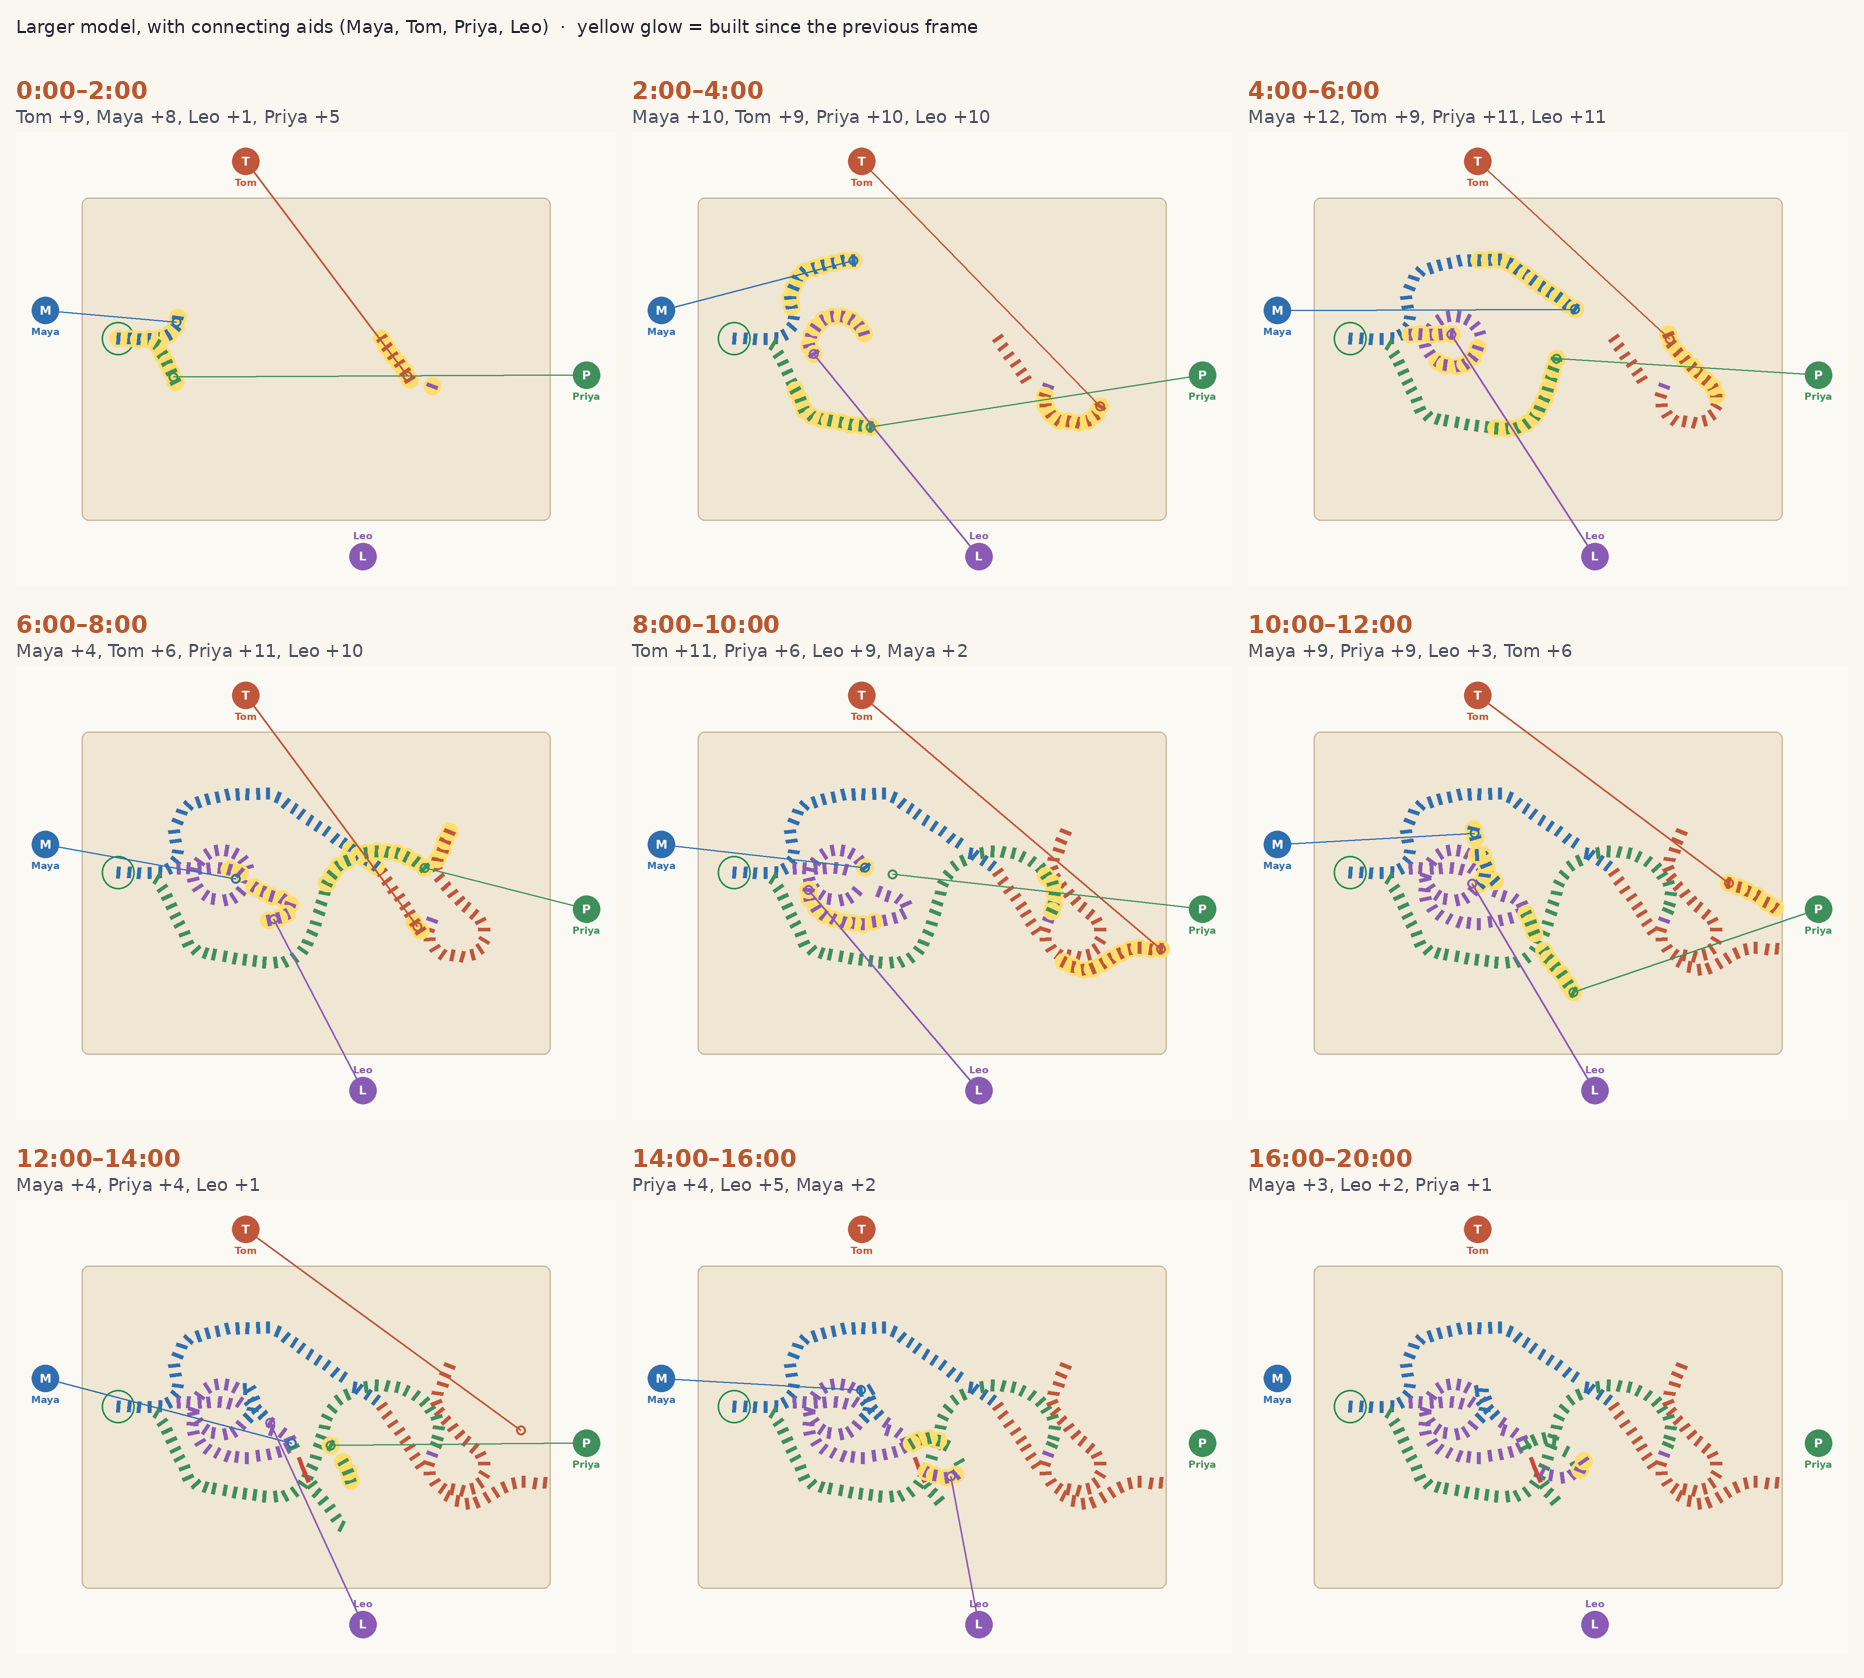 Larger model, with connecting aids (Maya, Tom, Priya, Leo) · yellow glow = built since the previous frame
0:00–2:00
Tom +9, Maya +8, Leo +1, Priya +5
T
Tom
M
Maya
P
Priya
Leo
L
2:00–4:00
Maya +10, Tom +9, Priya +10, Leo +10
T
Tom
M
Maya
P
Priya
Leo
L
4:00–6:00
Maya +12, Tom +9, Priya +11, Leo +11
T
Tom
M
Maya
P
Priya
Leo
L
6:00–8:00
Maya +4, Tom +6, Priya +11, Leo +10
T
Tom
M
Maya
P
Priya
Leo
L
8:00–10:00
Tom +11, Priya +6, Leo +9, Maya +2
T
Tom
M
Maya
P
Priya
Leo
L
10:00–12:00
Maya +9, Priya +9, Leo +3, Tom +6
T
Tom
M
Maya
P
Priya
Leo
L
12:00–14:00
Maya +4, Priya +4, Leo +1
T
Tom
M
Maya
P
Priya
Leo
L
14:00–16:00
Priya +4, Leo +5, Maya +2
T
Tom
M
Maya
P
Priya
Leo
L
16:00–20:00
Maya +3, Leo +2, Priya +1
T
Tom
M
Maya
P
Priya
Leo
L